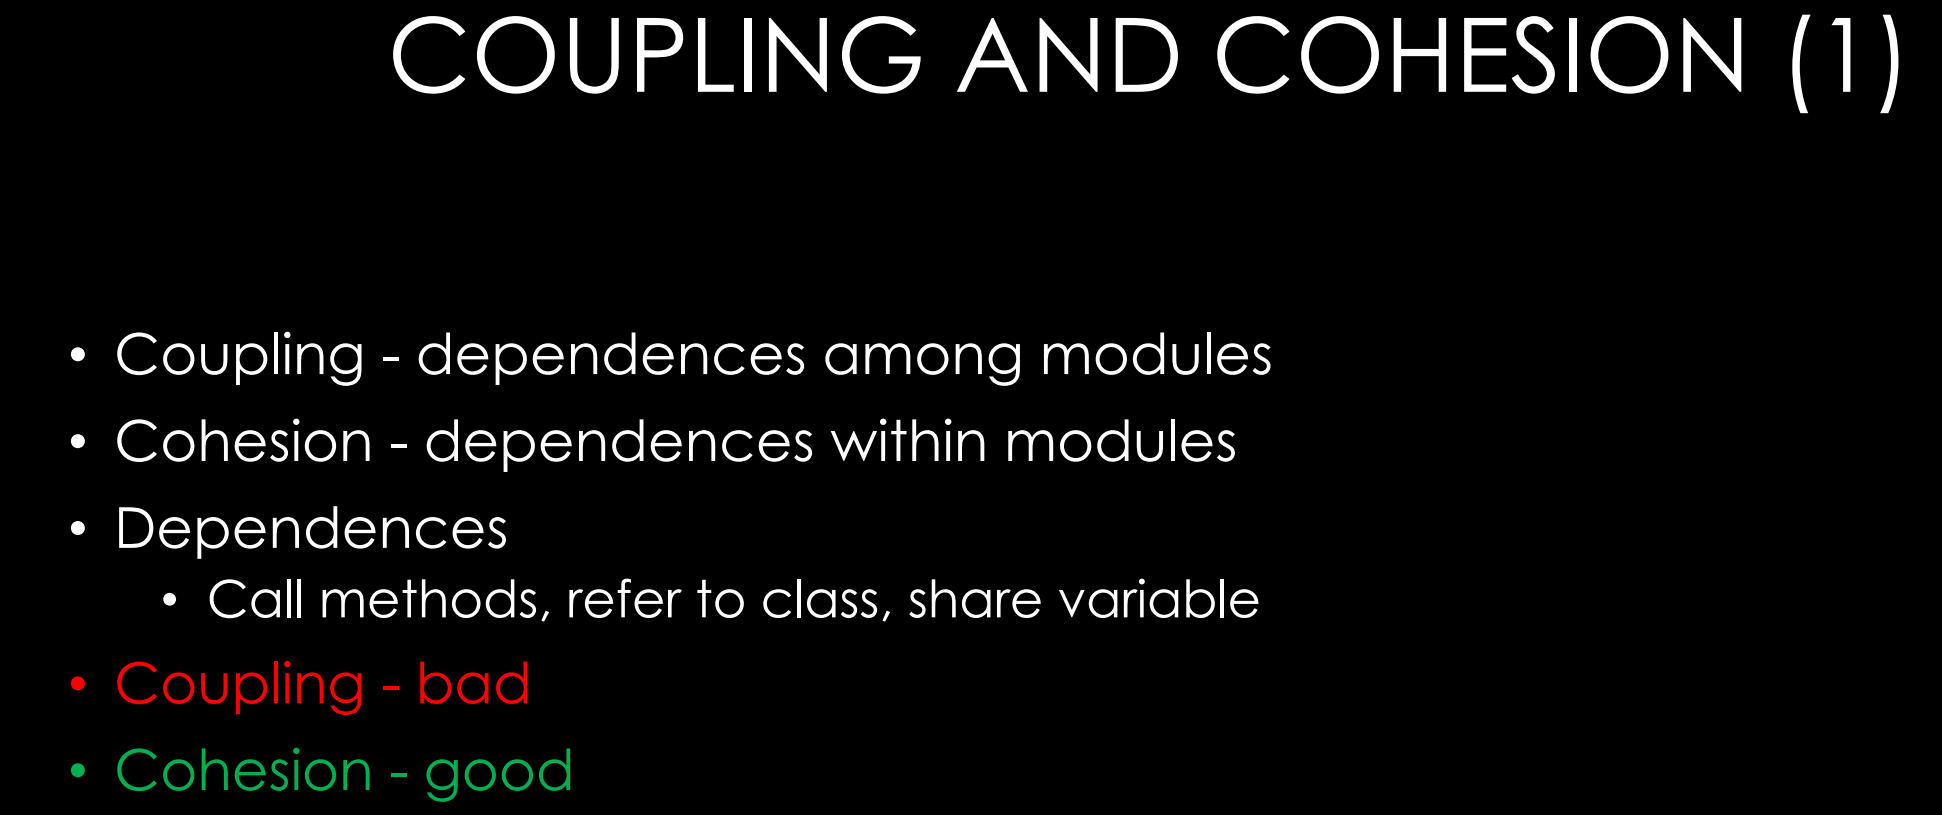 COUPLING AND COHESION (1)
• Coupling - dependences among modules
• Cohesion - dependences within modules
• Dependences
• Call methods, refer to class, share variable
• Coupling - bad
• Cohesion - good